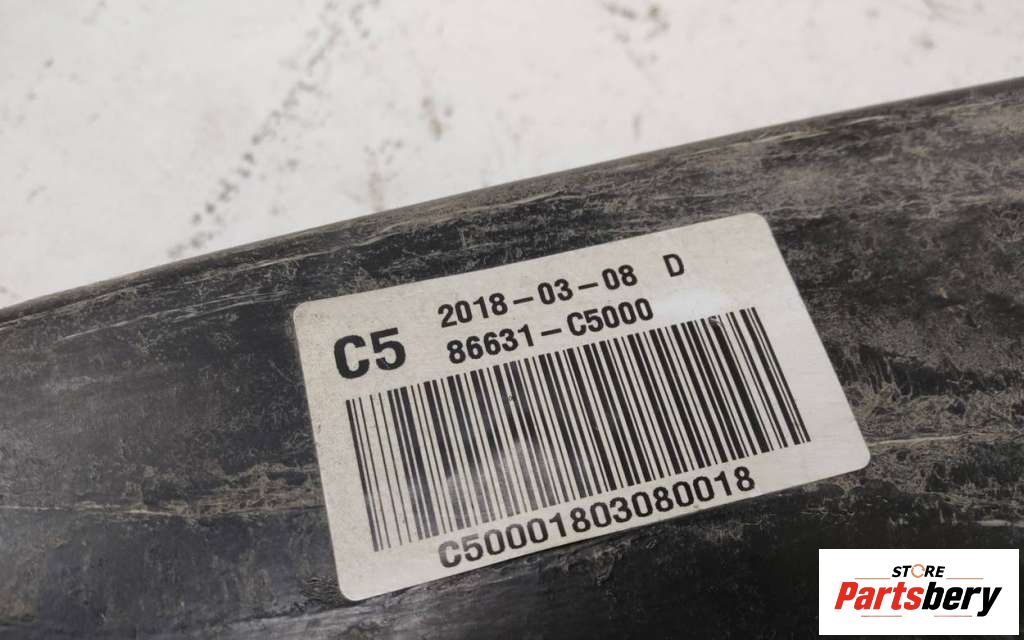 2018-03-08 D
C5 86631-C5000
C50001803080018
STORE
Partsbery